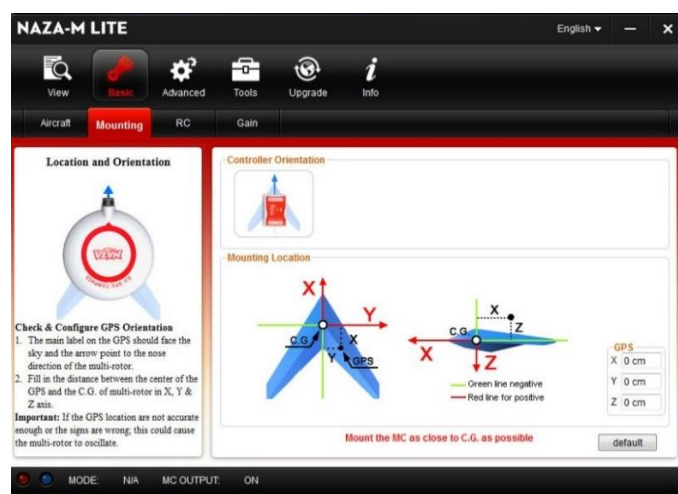 NAZA-M LITE
English
View
Basic
Advanced
Tools
Upgrade
Info
Aircraft
Mounting
RC
Gain
Location and Orientation
NAZA
Check & Configure GPS Orientation
1. The main label on the GPS should face the
sky and the arrow point to the nose
direction of the multi-rotor.
2. Fill in the distance between the center of the
GPS and the C.G. of multi-rotor in X, Y &
Z axis.
Important: If the GPS location are not accurate
enough or the signs are wrong; this could cause
the multi-rotor to oscillate.
Controller Orientation
Mounting Location
X
Y
C.G.
X
Y
GPS
X
C.G.
Z
X
Z
Green line negative
Red line for positive
GPS
X 0 cm
Y 0 cm
Z 0 cm
Mount the MC as close to C.G. as possible
default
MODE: N/A MC OUTPUT: ON